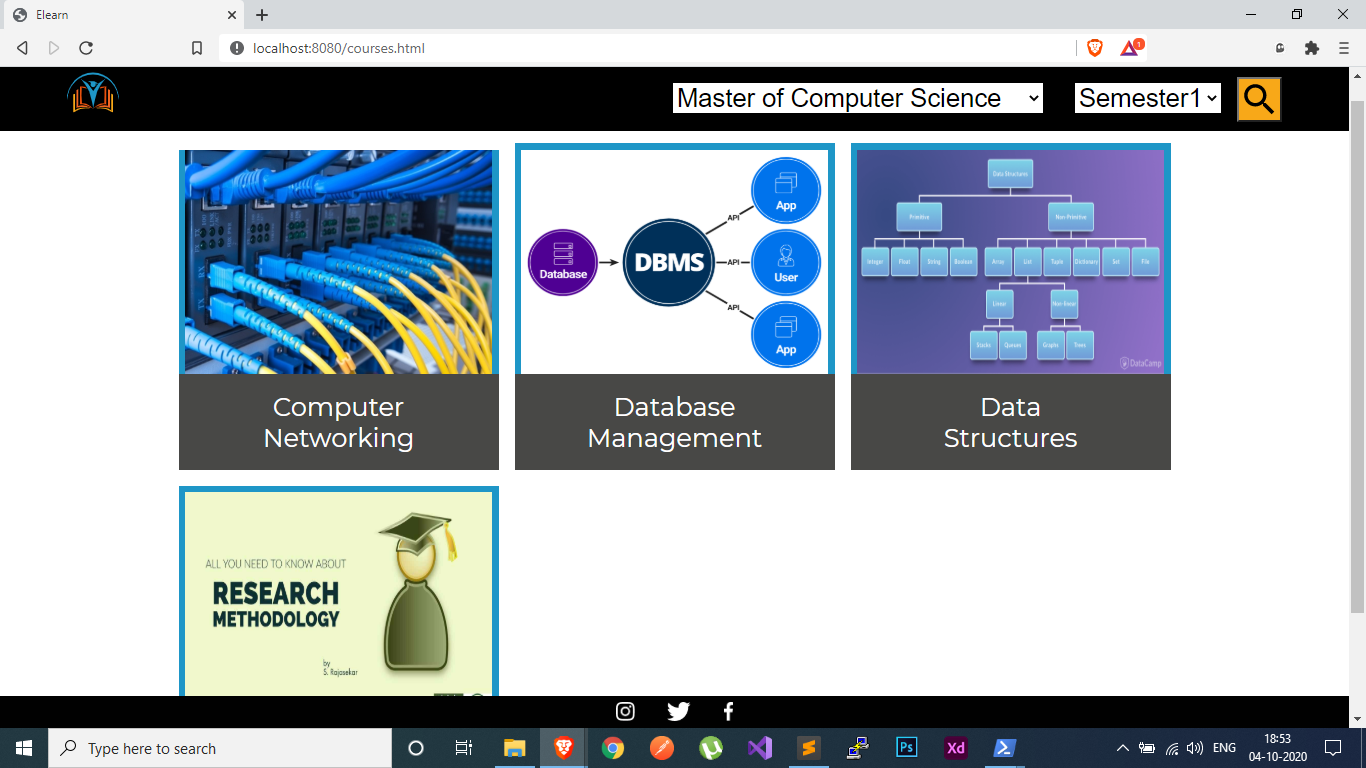 Elearn
localhost:8080/courses.html
1
Master of Computer Science
Semester1
Database
DBMS
API
App
API
User
API
App
Data Structures
Primitive
Non-Primitive
Integer
Float
String
Boolean
Array
List
Tuple
Dictionary
Set
File
Linear
Non-linear
Stacks
Queues
Graphs
Trees
DataCamp
Computer
Networking
Database
Management
Data
Structures
ALL YOU NEED TO KNOW ABOUT
RESEARCH
METHODOLOGY
by
S. Rajasekar
Type here to search
Ps
Xd
ENG
18:53
04-10-2020